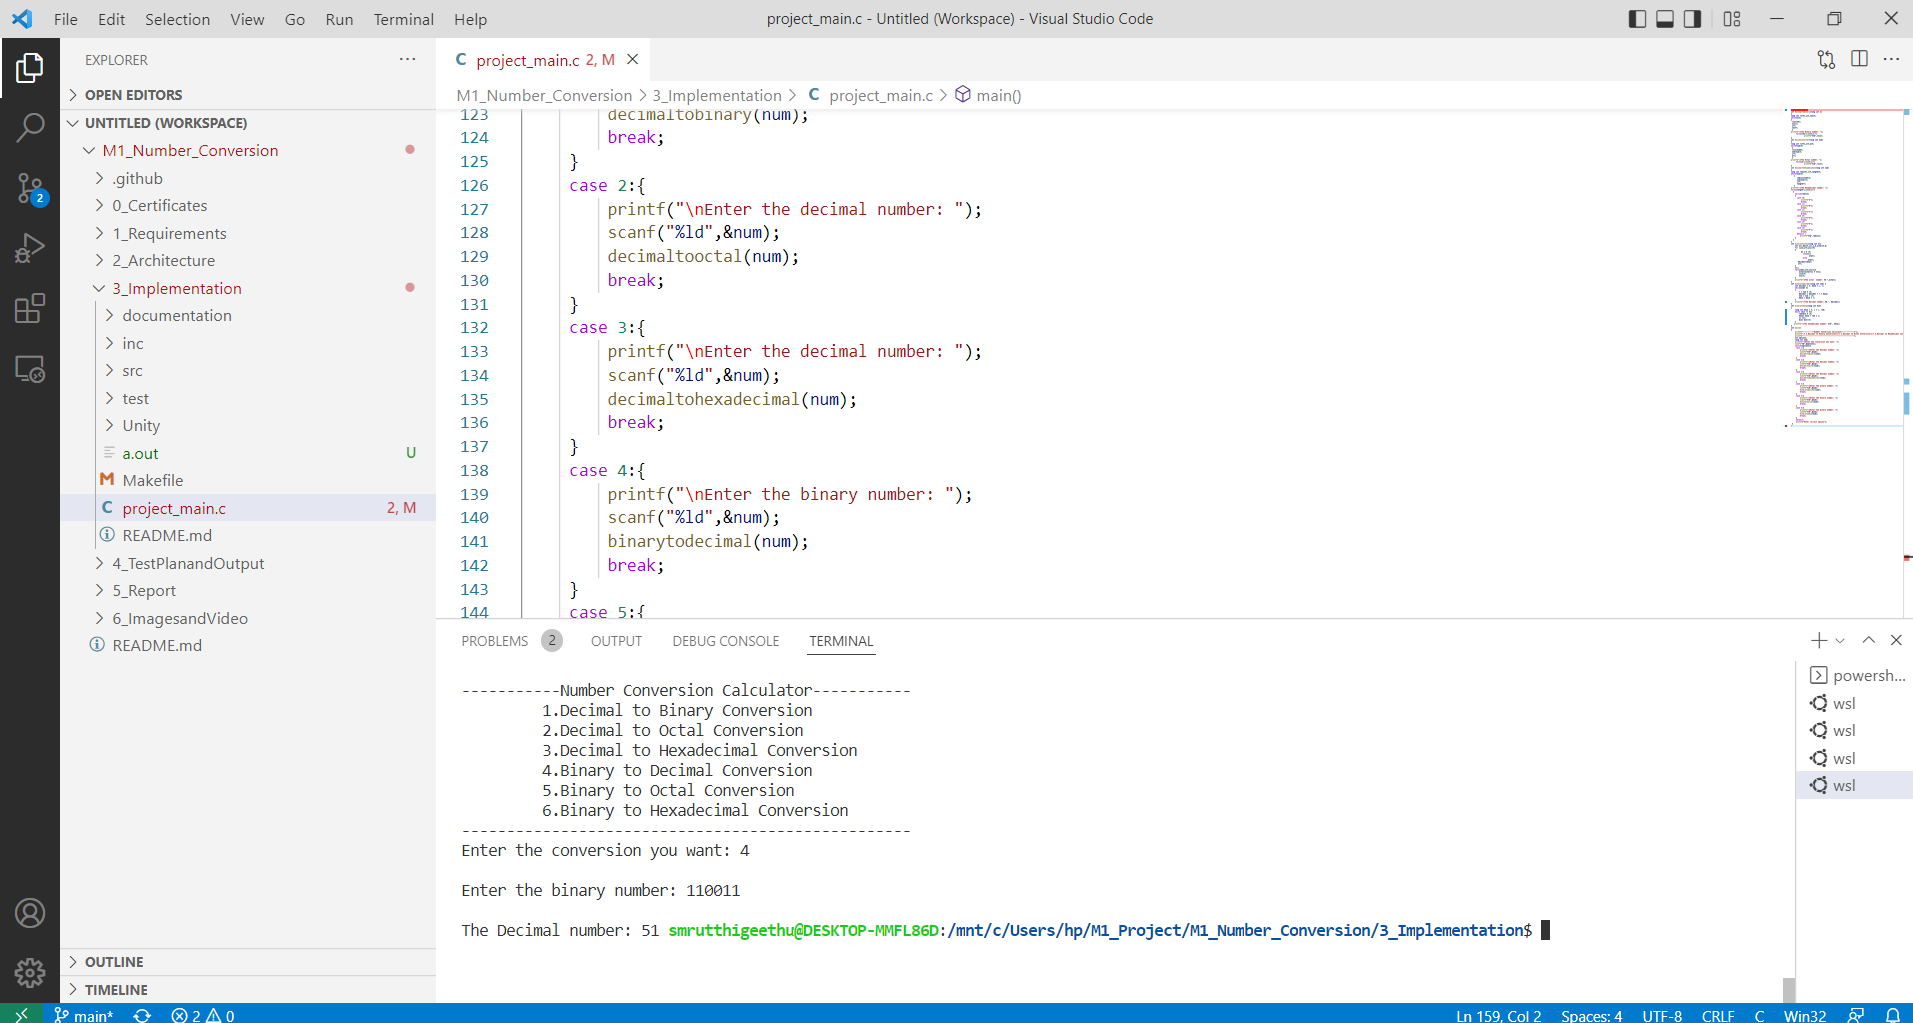 File Edit Selection View Go Run Terminal Help
project_main.c - Untitled (Workspace) - Visual Studio Code
EXPLORER
OPEN EDITORS
UNTITLED (WORKSPACE)
M1_Number_Conversion
.github
0_Certificates
1_Requirements
2_Architecture
3_Implementation
documentation
inc
src
test
Unity
a.out U
Makefile
project_main.c 2, M
README.md
4_TestPlanandOutput
5_Report
6_ImagesandVideo
README.md
OUTLINE
TIMELINE
2
C project_main.c 2, M
M1_Number_Conversion > 3_Implementation > C project_main.c > main()
123 decimaltobinary(num);
124 break;
125 }
126 case 2:{
127 printf("\nEnter the decimal number: ");
128 scanf("%ld",&num);
129 decimaltooctal(num);
130 break;
131 }
132 case 3:{
133 printf("\nEnter the decimal number: ");
134 scanf("%ld",&num);
135 decimaltohexadecimal(num);
136 break;
137 }
138 case 4:{
139 printf("\nEnter the binary number: ");
140 scanf("%ld",&num);
141 binarytodecimal(num);
142 break;
143 }
144 case 5:{
PROBLEMS 2 OUTPUT DEBUG CONSOLE TERMINAL
-----------Number Conversion Calculator-----------
1.Decimal to Binary Conversion
2.Decimal to Octal Conversion
3.Decimal to Hexadecimal Conversion
4.Binary to Decimal Conversion
5.Binary to Octal Conversion
6.Binary to Hexadecimal Conversion
--------------------------------------------------
Enter the conversion you want: 4
Enter the binary number: 110011
The Decimal number: 51 smrutthigeethu@DESKTOP-MMFL86D:/mnt/c/Users/hp/M1_Project/M1_Number_Conversion/3_Implementation$
powersh...
wsl
wsl
wsl
wsl
main* 2 0
Ln 159, Col 2 Spaces: 4 UTF-8 CRLF C Win32